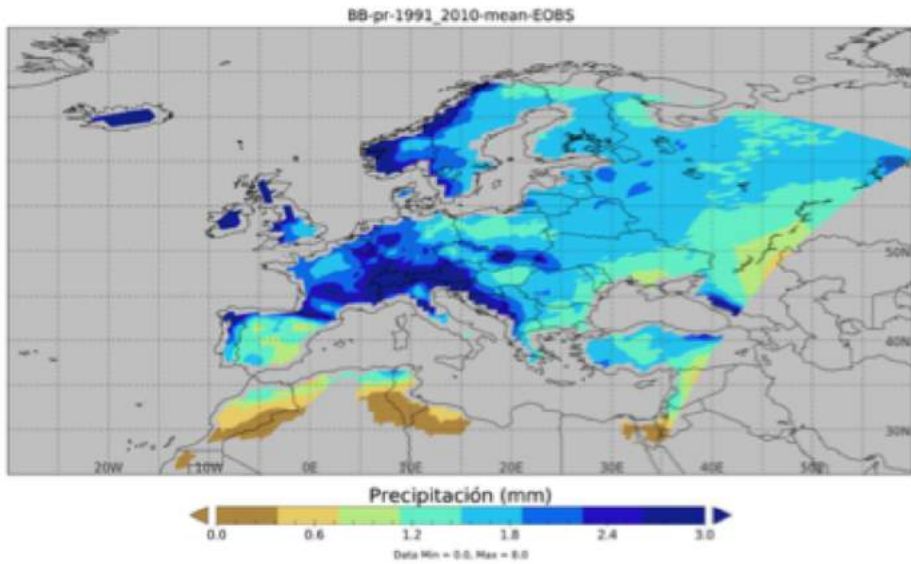 BB-pr-1991_2010-mean-EOBS
70N
50N
40N
30N
20W 10W 0E 10E 20E 30E 40E 50E
Precipitación (mm)
0.0 0.6 1.2 1.8 2.4 3.0
Data Min = 0.0, Max = 8.0